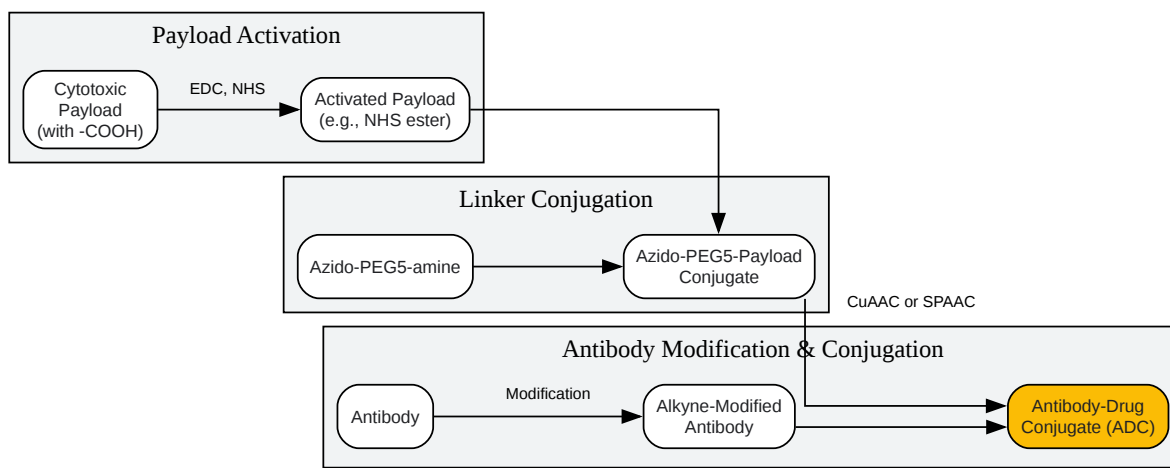 Payload Activation
Cytotoxic
Payload
(with -COOH)
EDC, NHS
Activated Payload
(e.g., NHS ester)
Linker Conjugation
Azido-PEG5-amine
Azido-PEG5-Payload
Conjugate
CuAAC or SPAAC
Antibody Modification & Conjugation
Antibody
Modification
Alkyne-Modified
Antibody
Antibody-Drug
Conjugate (ADC)